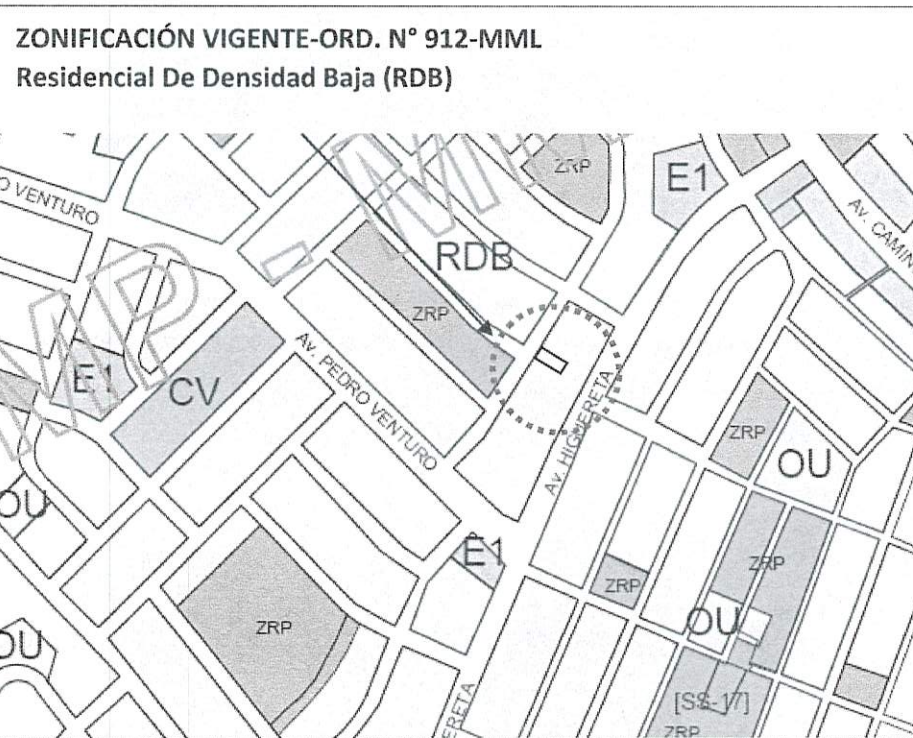 ZONIFICACIÓN VIGENTE-ORD. N° 912-MML
Residencial De Densidad Baja (RDB)
ZRP
E1
O VENTURO
AV. CAMIN
RDB
ZRP
E1
CV
Av. PEDRO VENTURO
Av. HIGUERETA
ZRP
OU
OU
E1
ZRP
ZRP
ZRP
OU
OU
[SS-17]
ERETA
ZRP